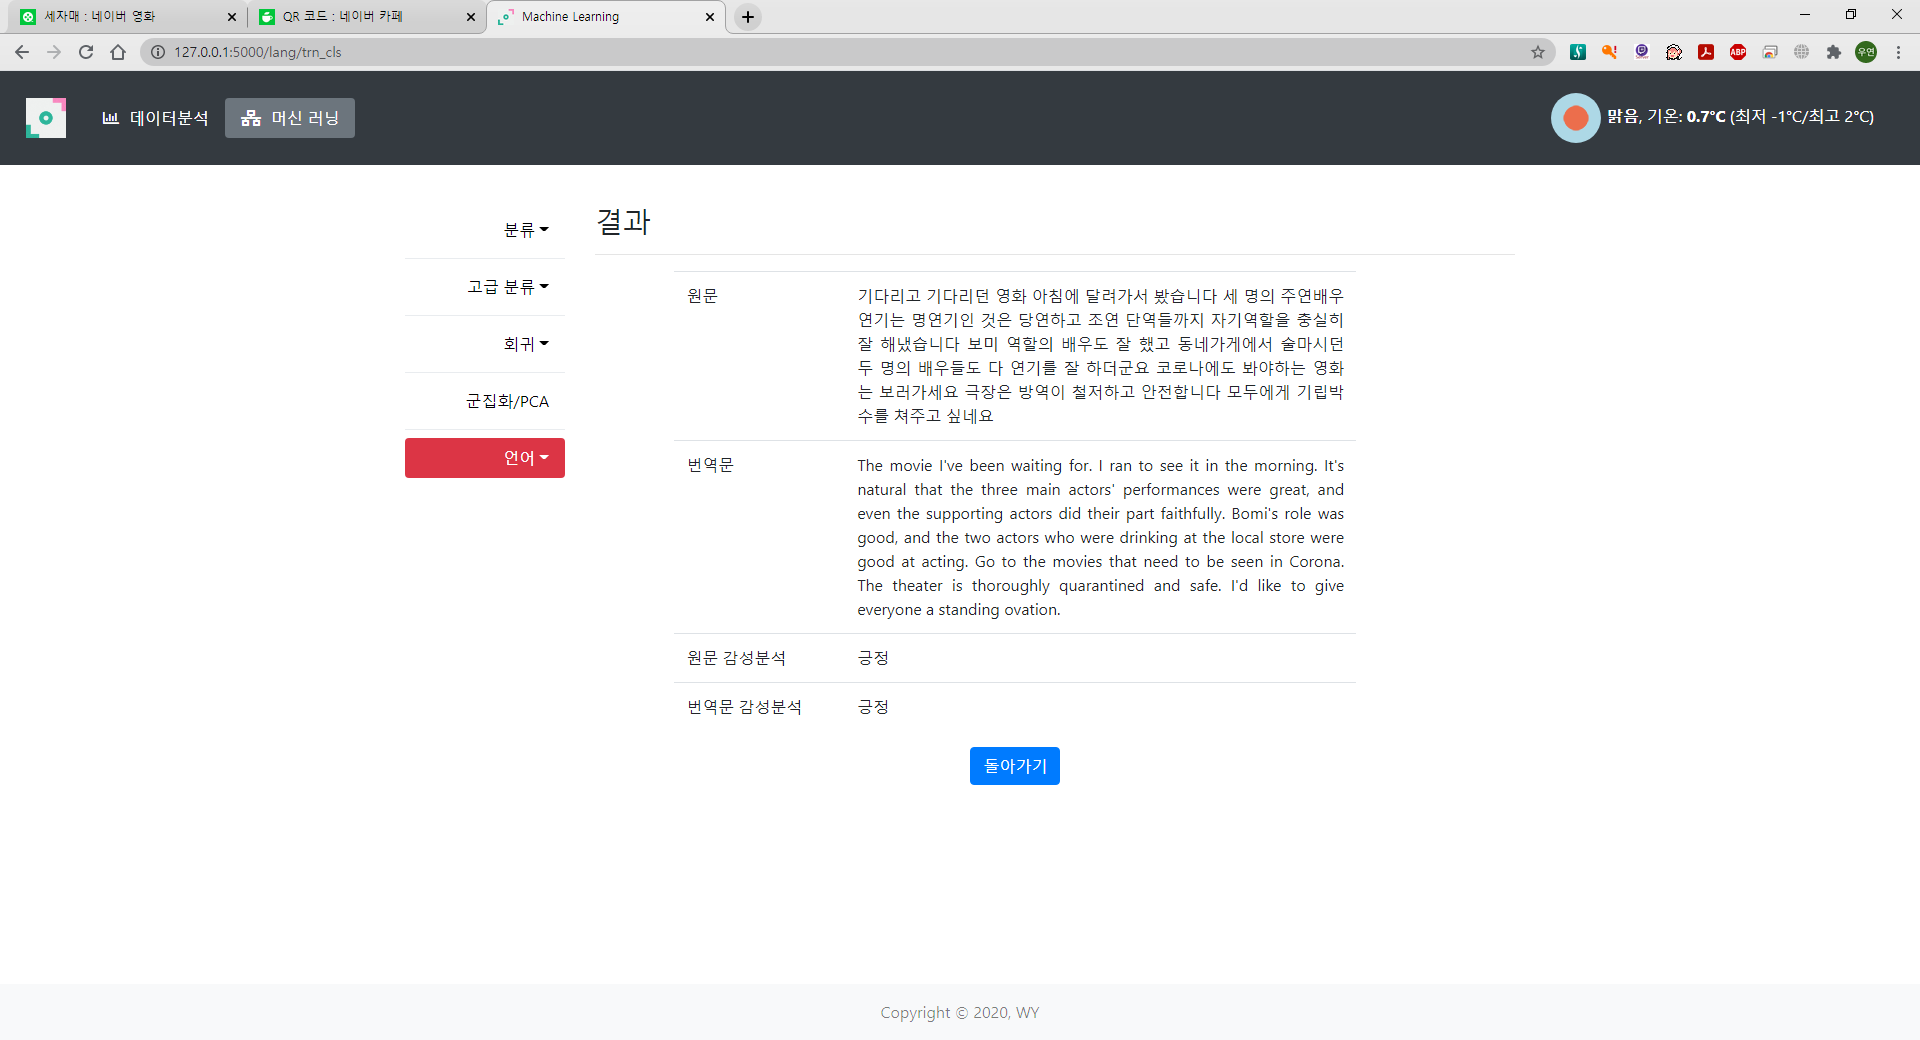 세자매 : 네이버 영화
QR 코드 : 네이버 카페
Machine Learning
127.0.0.1:5000/lang/trn_cls
ABP
우연
데이터분석
머신 러닝
맑음, 기온: 0.7°C (최저 -1°C/최고 2°C)
분류
고급 분류
회귀
군집화/PCA
언어
결과
원문
기다리고 기다리던 영화 아침에 달려가서 봤습니다 세 명의 주연배우
연기는 명연기인 것은 당연하고 조연 단역들까지 자기역할을 충실히
잘 해냈습니다 보미 역할의 배우도 잘 했고 동네가게에서 술마시던
두 명의 배우들도 다 연기를 잘 하더군요 코로나에도 봐야하는 영화
는 보러가세요 극장은 방역이 철저하고 안전합니다 모두에게 기립박
수를 쳐주고 싶네요
번역문
The movie I've been waiting for. I ran to see it in the morning. It's
natural that the three main actors' performances were great, and
even the supporting actors did their part faithfully. Bomi's role was
good, and the two actors who were drinking at the local store were
good at acting. Go to the movies that need to be seen in Corona.
The theater is thoroughly quarantined and safe. I'd like to give
everyone a standing ovation.
원문 감성분석
긍정
번역문 감성분석
긍정
돌아가기
Copyright © 2020, WY